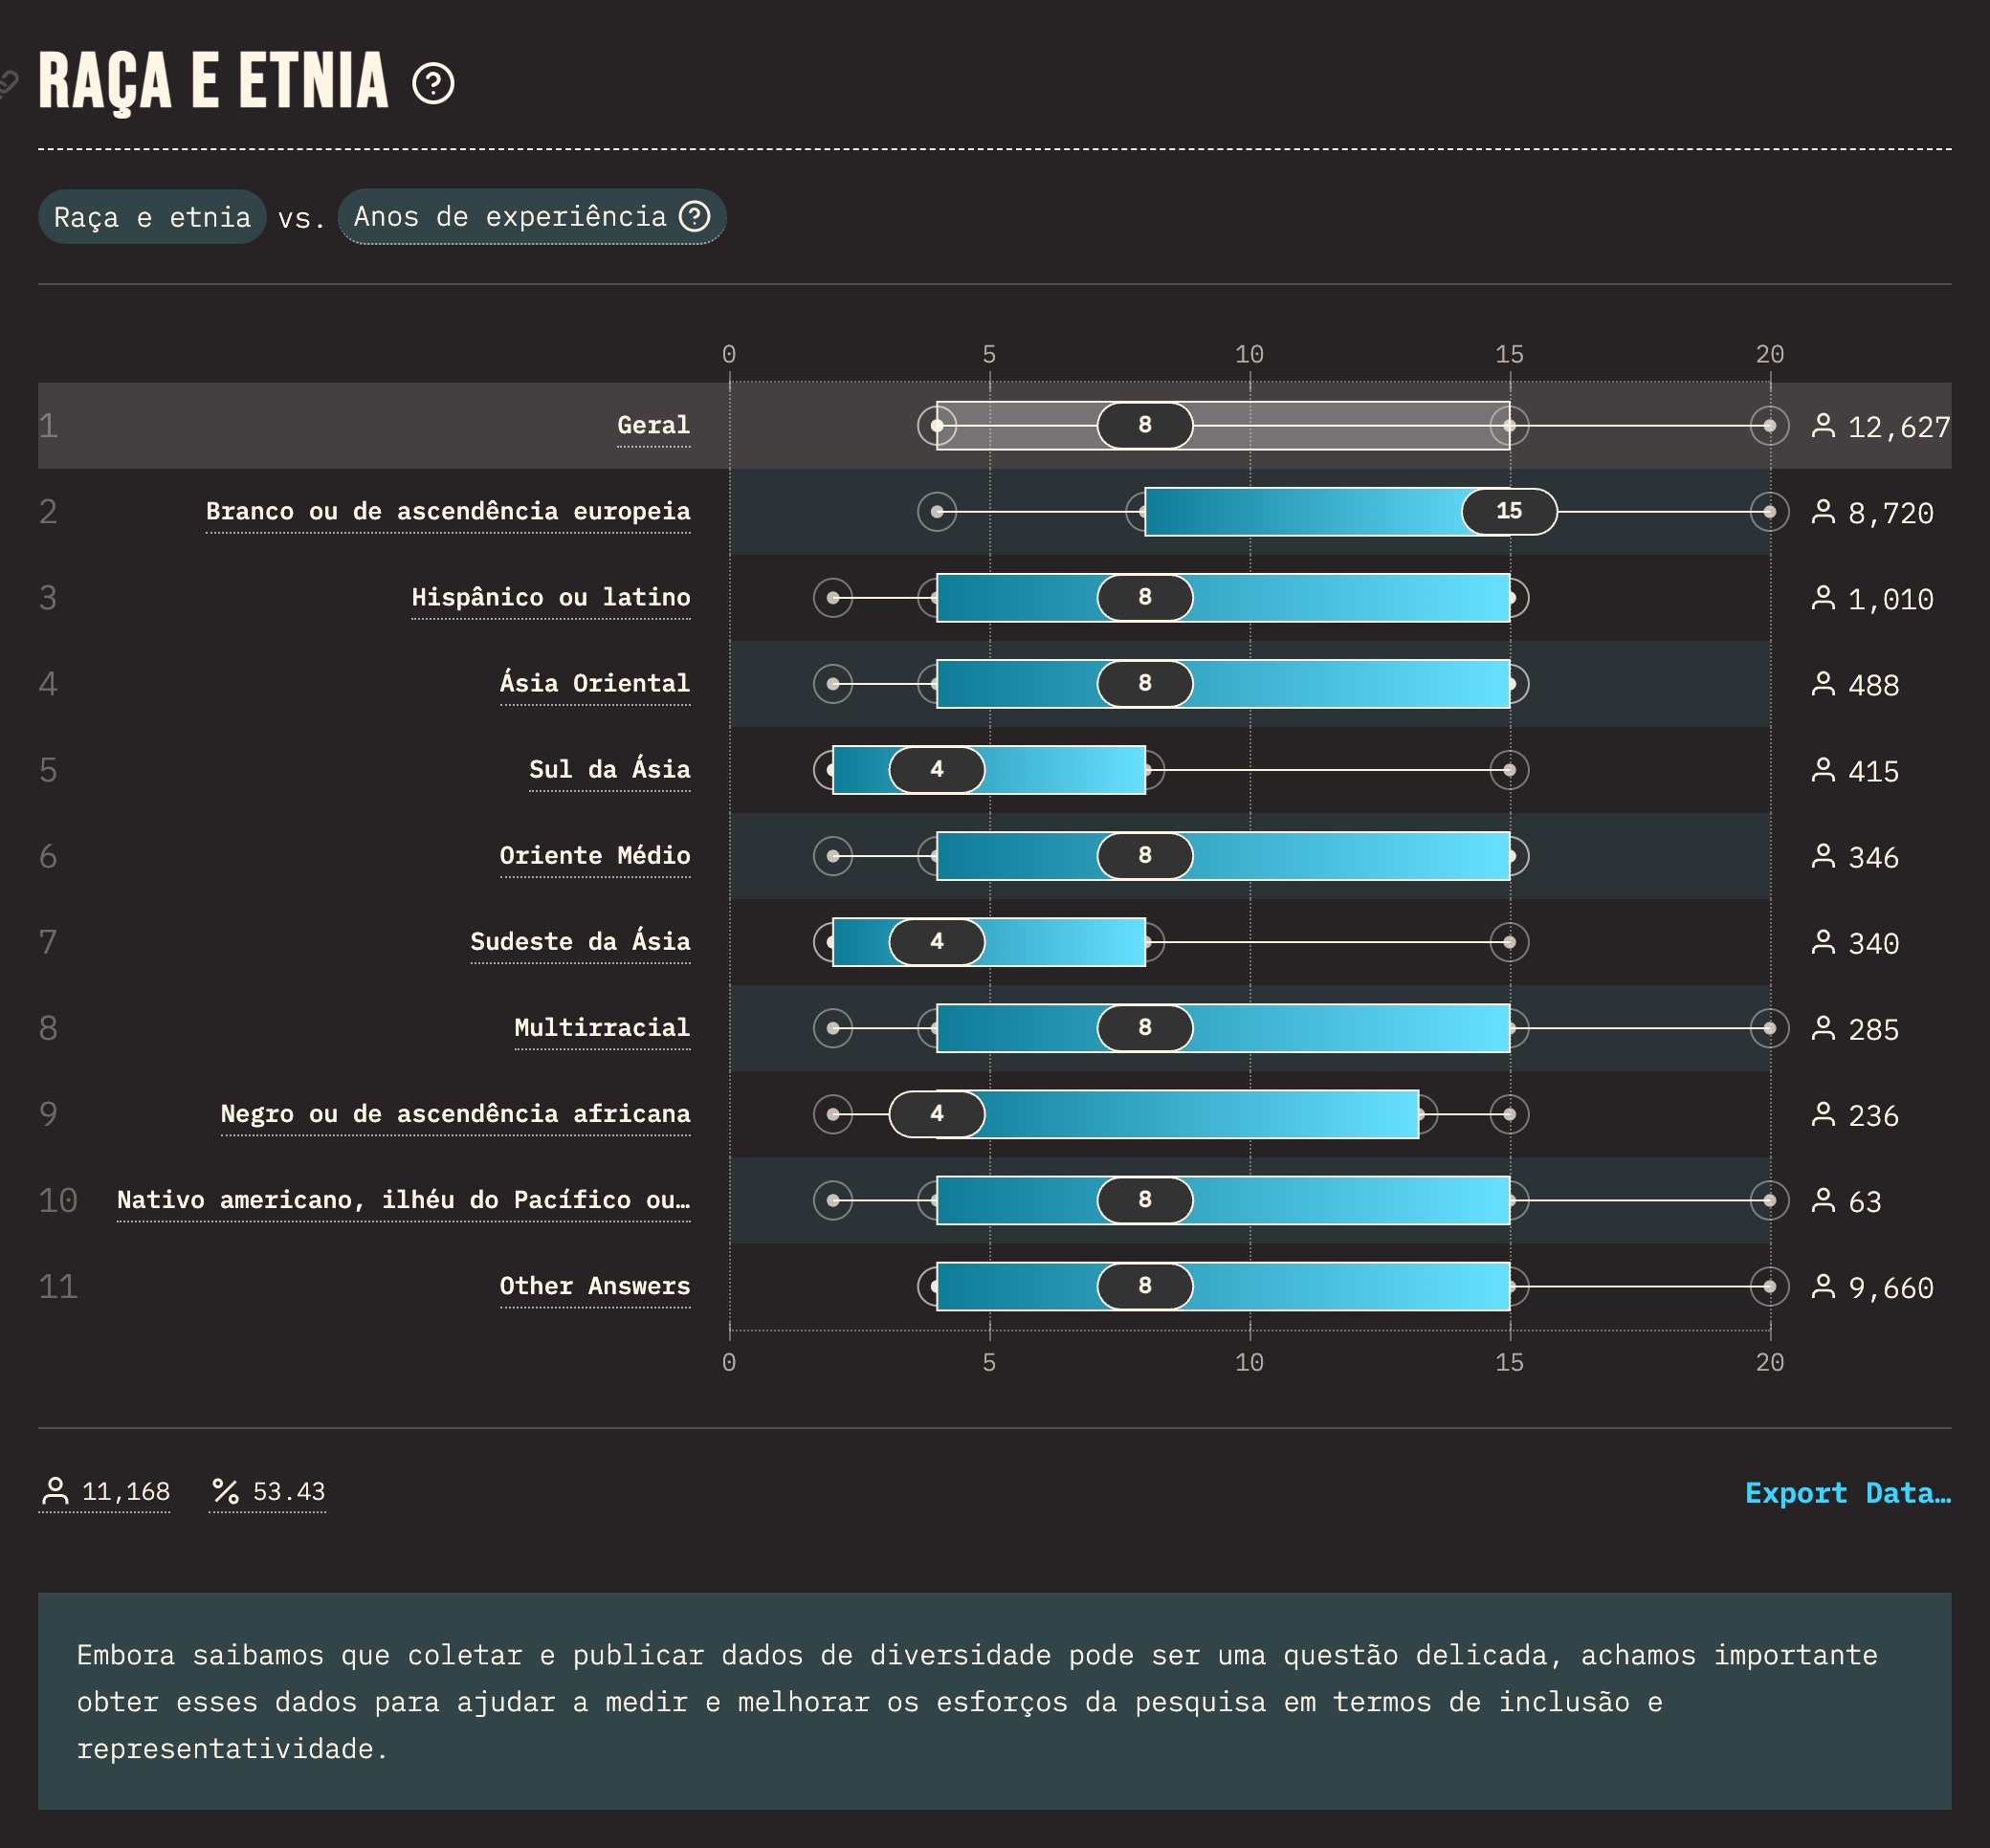 RAÇA E ETNIA
Raça e etnia vs. Anos de experiência
0 5 10 15 20
1 Geral 8 12,627
2 Branco ou de ascendência europeia 15 8,720
3 Hispânico ou latino 8 1,010
4 Ásia Oriental 8 488
5 Sul da Ásia 4 415
6 Oriente Médio 8 346
7 Sudeste da Ásia 4 340
8 Multirracial 8 285
9 Negro ou de ascendência africana 4 236
10 Nativo americano, ilhéu do Pacífico ou… 8 63
11 Other Answers 8 9,660
0 5 10 15 20
11,168 % 53.43 Export Data…
Embora saibamos que coletar e publicar dados de diversidade pode ser uma questão delicada, achamos importante
obter esses dados para ajudar a medir e melhorar os esforços da pesquisa em termos de inclusão e
representatividade.